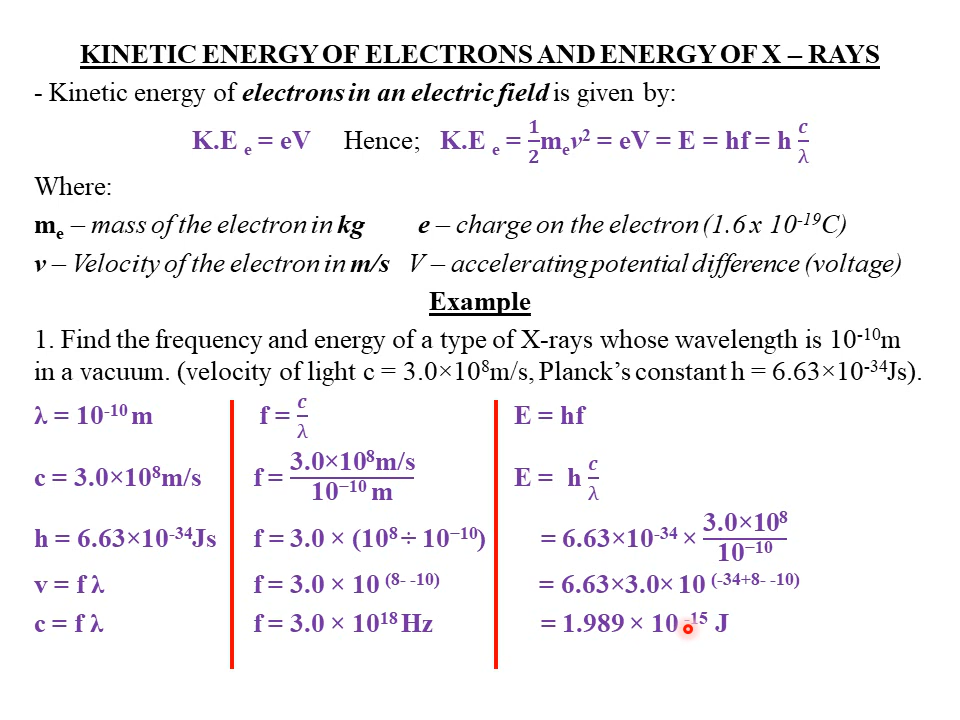 KINETIC ENERGY OF ELECTRONS AND ENERGY OF X – RAYS
- Kinetic energy of electrons in an electric field is given by:
K.E e = eV Hence; K.E e = 1/2 mₑv² = eV = E = hf = h c/λ
Where:
mₑ – mass of the electron in kg e – charge on the electron (1.6 x 10⁻¹⁹C)
v – Velocity of the electron in m/s V – accelerating potential difference (voltage)
Example
1. Find the frequency and energy of a type of X-rays whose wavelength is 10⁻¹⁰m
in a vacuum. (velocity of light c = 3.0×10⁸m/s, Planck’s constant h = 6.63×10⁻³⁴Js).
λ = 10⁻¹⁰ m
c = 3.0×10⁸m/s
h = 6.63×10⁻³⁴Js
v = f λ
c = f λ
f = c/λ
f = 3.0×10⁸m/s / 10⁻¹⁰ m
f = 3.0 × (10⁸ ÷ 10⁻¹⁰)
f = 3.0 × 10 ⁽⁸⁻ ⁻¹⁰⁾
f = 3.0 × 10¹⁸ Hz
E = hf
E = h c/λ
= 6.63×10⁻³⁴ × 3.0×10⁸ / 10⁻¹⁰
= 6.63×3.0× 10 ⁽⁻³⁴⁺⁸⁻ ⁻¹⁰⁾
= 1.989 × 10 ⁻¹⁵ J